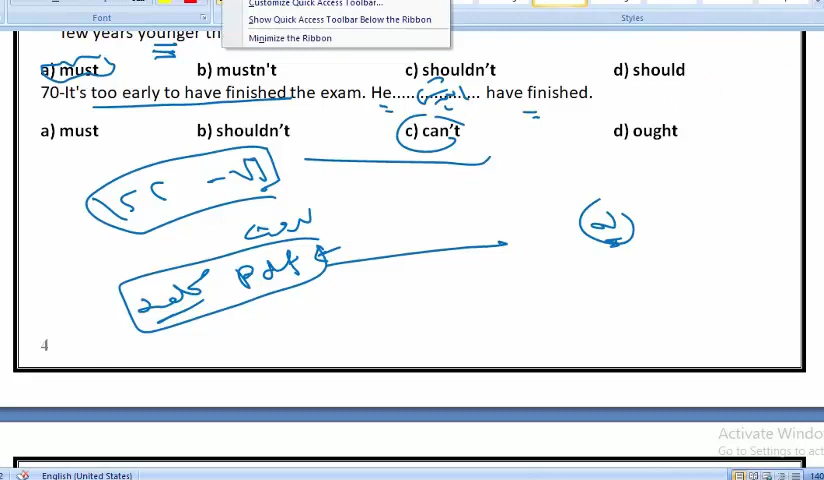 Customize Quick Access Toolbar...
Show Quick Access Toolbar Below the Ribbon
Minimize the Ribbon
Font
Styles
few years younger
a) must b) mustn't c) shouldn't d) should
70-It's too early to have finished the exam. He.................. have finished.
a) must b) shouldn't c) can't d) ought
pdf
4
Activate Windo
Go to Settings to act
English (United States)
140